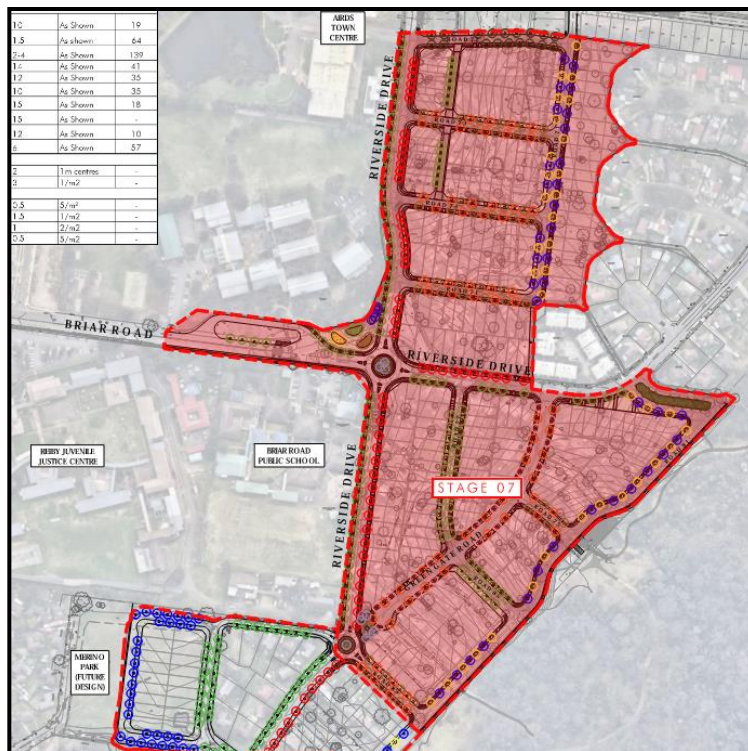 10 As Shown 19
1.5 As shown 64
2-4 As Shown 139
14 As Shown 41
12 As Shown 35
10 As Shown 35
15 As Shown 18
15 As Shown -
12 As Shown 10
6 As Shown 57
2 1m centres -
3 1/m2 -
0.5 5/m² -
1.5 1/m2 -
1 2/m2 -
0.5 5/m2 -
AIRDS
TOWN
CENTRE
RIVERSIDE DRIVE
BRIAR ROAD
RIVERSIDE DRIVE
REIBY JUVENILE
JUSTICE CENTRE
BRIAR ROAD
PUBLIC SCHOOL
STAGE 07
RIVERSIDE DRIVE
MERINO
PARK
(FUTURE
DESIGN)